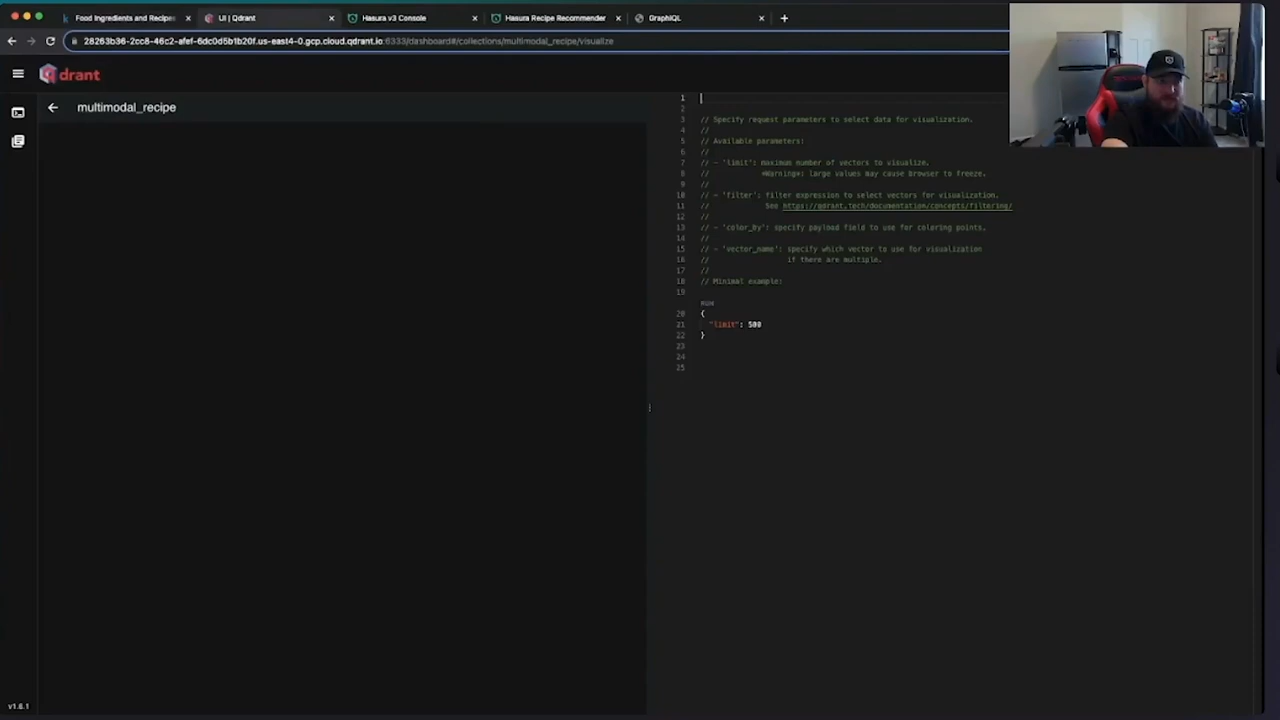 Food Ingredients and Recipes
UI | Qdrant
Hasura v3 Console
Hasura Recipe Recommender
GraphiQL
28263b36-2cc8-46c2-afef-6dc0d5b1b20f.us-east4-0.gcp.cloud.qdrant.io:6333/dashboard#/collections/multimodal_recipe/visualize
drant
multimodal_recipe
1
2
3 // Specify request parameters to select data for visualization.
4 //
5 // Available parameters:
6 //
7 // - 'limit': maximum number of vectors to visualize.
8 // *Warning*: large values may cause browser to freeze.
9 //
10 // - 'filter': filter expression to select vectors for visualization.
11 // See https://qdrant.tech/documentation/concepts/filtering/
12 //
13 // - 'color_by': specify payload field to use for coloring points.
14 //
15 // - 'vector_name': specify which vector to use for visualization
16 // if there are multiple.
17 //
18 // Minimal example:
19
RUN
20 {
21 "limit": 500
22 }
23
24
25
v1.6.1